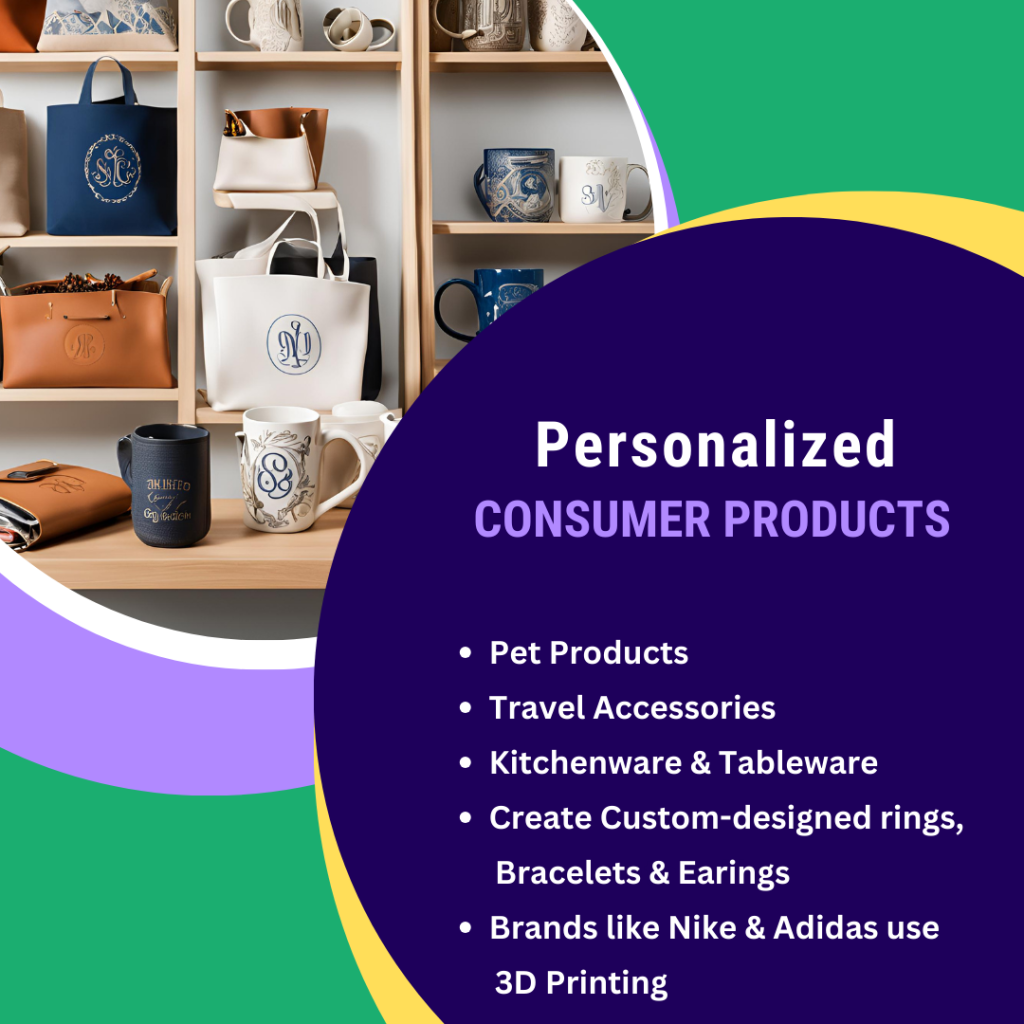 Personalized
CONSUMER PRODUCTS
• Pet Products
• Travel Accessories
• Kitchenware & Tableware
• Create Custom-designed rings,
Bracelets & Earings
• Brands like Nike & Adidas use
3D Printing